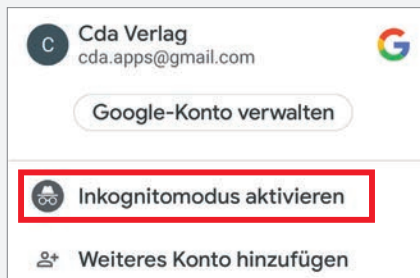 C
Cda Verlag
cda.apps@gmail.com
G
Google-Konto verwalten
Inkognitomodus aktivieren
Weiteres Konto hinzufügen